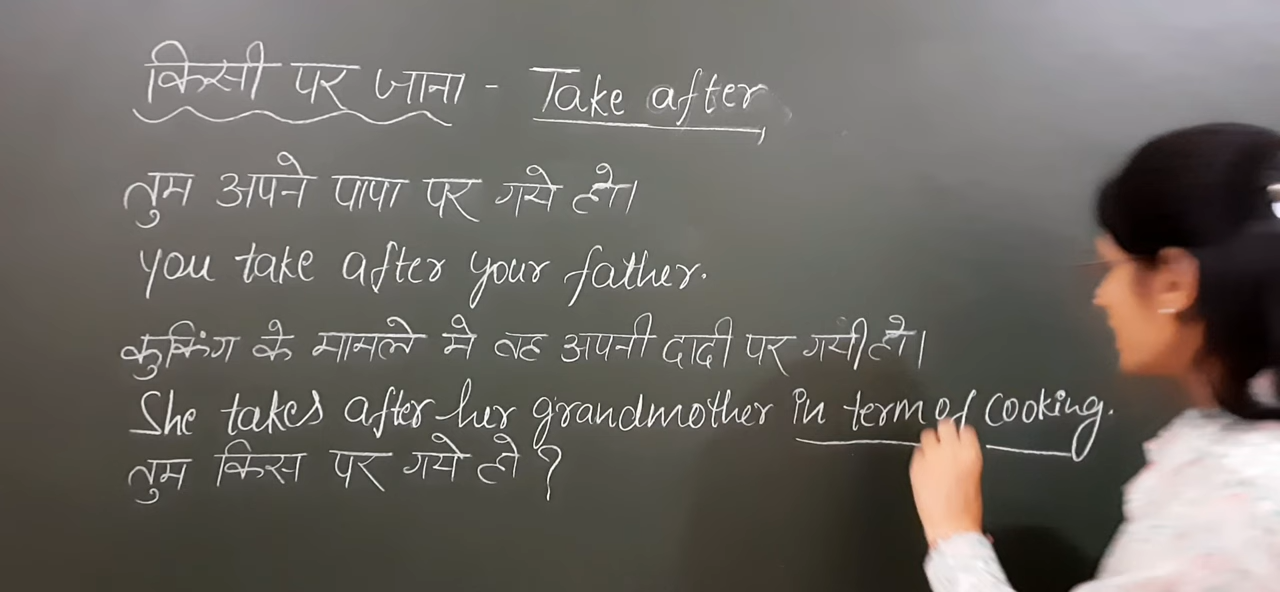 किसी पर जाना - Take after
तुम अपने पापा पर गये हो।
you take after your father.
कुकिंग के मामले मे वह अपनी दादी पर गयी है।
She takes after her grandmother in term of cooking.
तुम किस पर गये हो ?